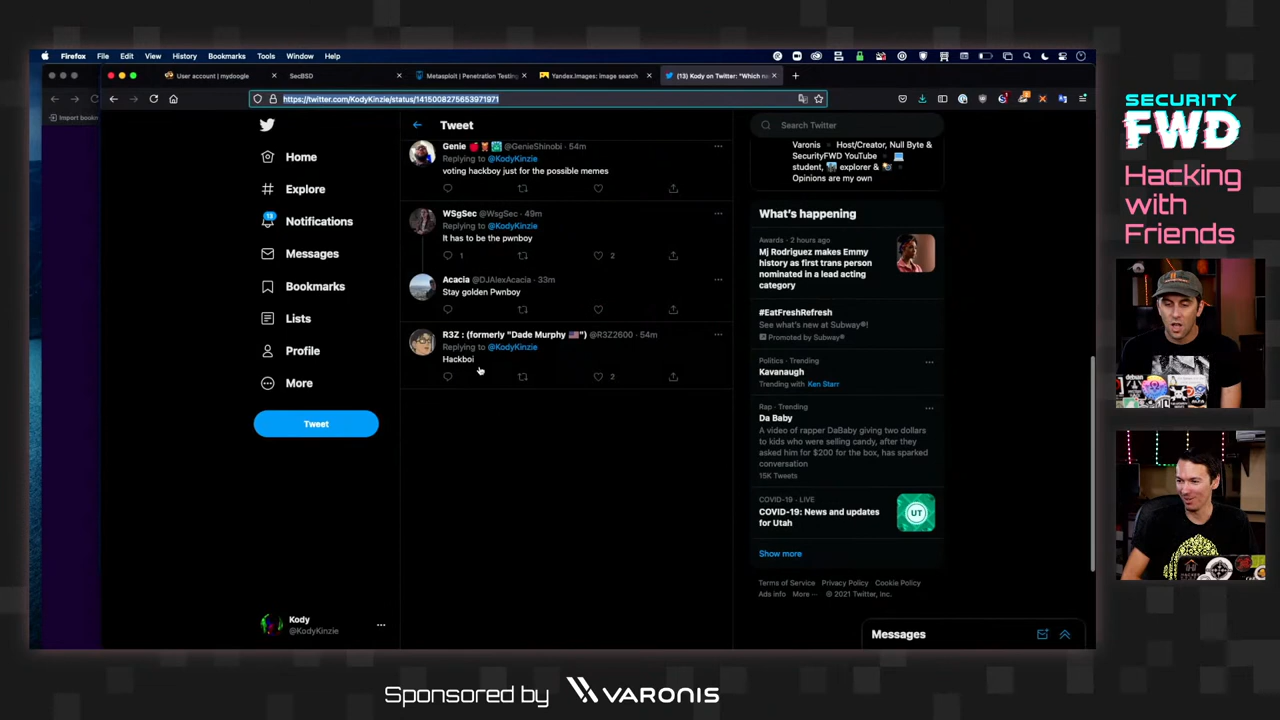 Firefox File Edit View History Bookmarks Tools Window Help
User account | mydoogle
SecBSD
Metasploit | Penetration Testing
Yandex.Images: Image search
(13) Kody on Twitter: "Which na
https://twitter.com/KodyKinzie/status/1415008275653971971
Import bookm
Home
Explore
13
Notifications
Messages
Bookmarks
Lists
Profile
More
Tweet
Kody
@KodyKinzie
Tweet
Genie @GenieShinobi · 54m
Replying to @KodyKinzie
voting hackboy just for the possible memes
WSgSec @WsgSec · 49m
Replying to @KodyKinzie
It has to be the pwnboy
1 2
Acacia @DJAlexAcacia · 33m
Stay golden Pwnboy
R3Z : (formerly "Dade Murphy 🇺🇸") @R3Z2600 · 54m
Replying to @KodyKinzie
Hackboi
2
Search Twitter
Varonis • Host/Creator, Null Byte &
SecurityFWD YouTube •
student, explorer &
Opinions are my own
What's happening
Awards · 2 hours ago
Mj Rodriguez makes Emmy
history as first trans person
nominated in a lead acting
category
#EatFreshRefresh
See what's new at Subway®!
Promoted by Subway®
Politics · Trending
Kavanaugh
Trending with Ken Starr
Rap · Trending
Da Baby
A video of rapper DaBaby giving two dollars
to kids who were selling candy, after they
asked him for $200 for the box, has sparked
conversation
15K Tweets
COVID-19 · LIVE
COVID-19: News and updates
for Utah
UT
Show more
Terms of Service Privacy Policy Cookie Policy
Ads info More ··· © 2021 Twitter, Inc.
Messages
SECURITY
FWD
Hacking
with
Friends
debian
Sponsored by VARONIS